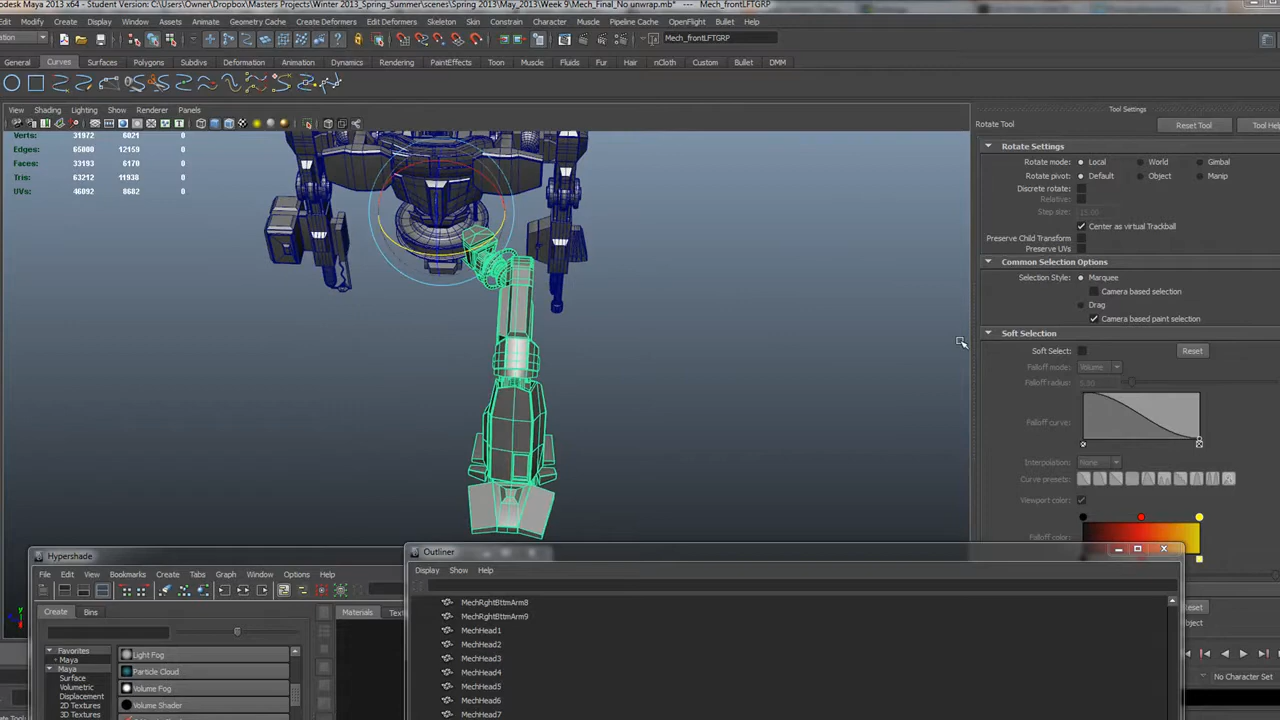 odesk Maya 2013 x64 - Student Version: C:\Users\Owner\Dropbox\Masters Projects\Winter 2013_Spring_Summer\scenes\Spring 2013\May_2013\Week 9\Mech_Final_No unwrap.mb* --- Mech_frontLFTGRP
Edit Modify Create Display Window Assets Animate Geometry Cache Create Deformers Edit Deformers Skeleton Skin Constrain Character Muscle Pipeline Cache OpenFlight Bullet Help
Mech_frontLFTGRP
General Curves Surfaces Polygons Subdivs Deformation Animation Dynamics Rendering PaintEffects Toon Muscle Fluids Fur Hair nCloth Custom Bullet DMM
View Shading Lighting Show Renderer Panels
Tool Settings
Verts: 31972 6021 0
Edges: 65080 12159 0
Faces: 33193 6170 0
Tris: 63212 11938 0
UVs: 46092 8682 0
Rotate Tool
Reset Tool
Tool Help
Rotate Settings
Rotate mode: Local World Gimbal
Rotate pivot: Default Object Manip
Discrete rotate:
Relative:
Step size: 15.00
Center as virtual Trackball
Preserve Child Transform
Preserve UVs
Common Selection Options
Selection Style: Marquee
Camera based selection
Drag
Camera based paint selection
Soft Selection
Soft Select: Reset
Falloff mode: Volume
Falloff radius: 5.00
Falloff curve:
Interpolation: None
Curve presets:
Viewport color:
Falloff color:
Hypershade
File Edit View Bookmarks Create Tabs Graph Window Options Help
Create Bins
Materials
Favorites
Maya
Maya
Surface
Volumetric
Displacement
2D Textures
3D Textures
Light Fog
Particle Cloud
Volume Fog
Volume Shader
Outliner
Display Show Help
MechRghtBttmArm8
MechRghtBttmArm9
MechHead1
MechHead2
MechHead3
MechHead4
MechHead5
MechHead6
MechHead7
No Character Set